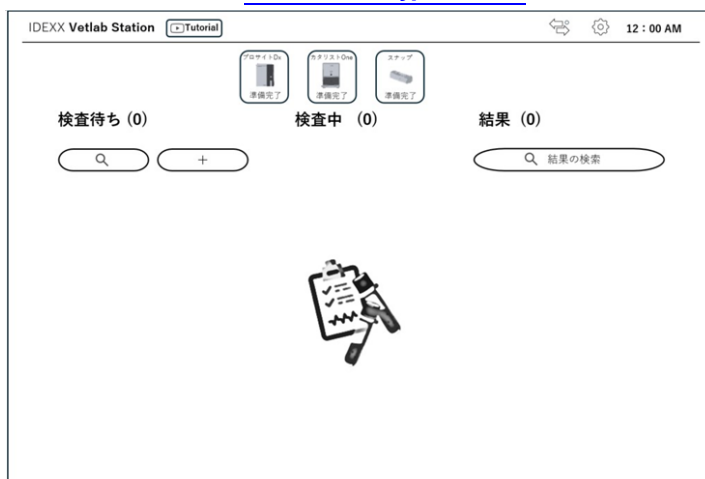 IDEXX Vetlab Station Tutorial 12：00 AM
プロサイトDx カタリストOne スナップ
準備完了 準備完了 準備完了
検査待ち (0) 検査中 (0) 結果 (0)
+ 結果の検索